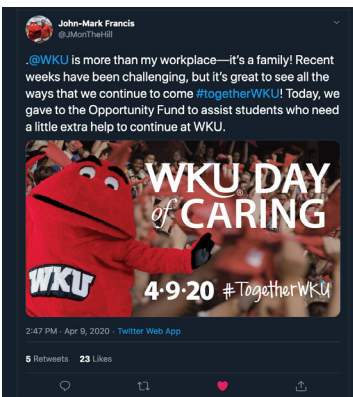 John-Mark Francis
@JMonTheHill
.@WKU is more than my workplace—it's a family! Recent
weeks have been challenging, but it's great to see all the
ways that we continue to come #togetherWKU! Today, we
gave to the Opportunity Fund to assist students who need
a little extra help to continue at WKU.
WKU DAY
of CARING
WKU
4·9·20 #TogetherWKU
2:47 PM · Apr 9, 2020 · Twitter Web App
5 Retweets 23 Likes